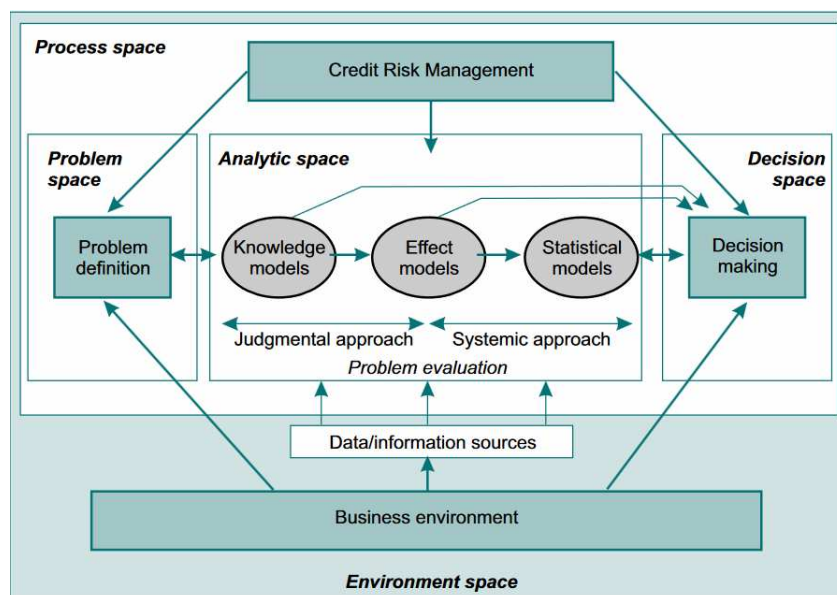 Process space
Credit Risk Management
Problem
space
Analytic space
Decision
space
Problem
definition
Knowledge
models
Effect
models
Statistical
models
Decision
making
Judgmental approach
Systemic approach
Problem evaluation
Data/information sources
Business environment
Environment space